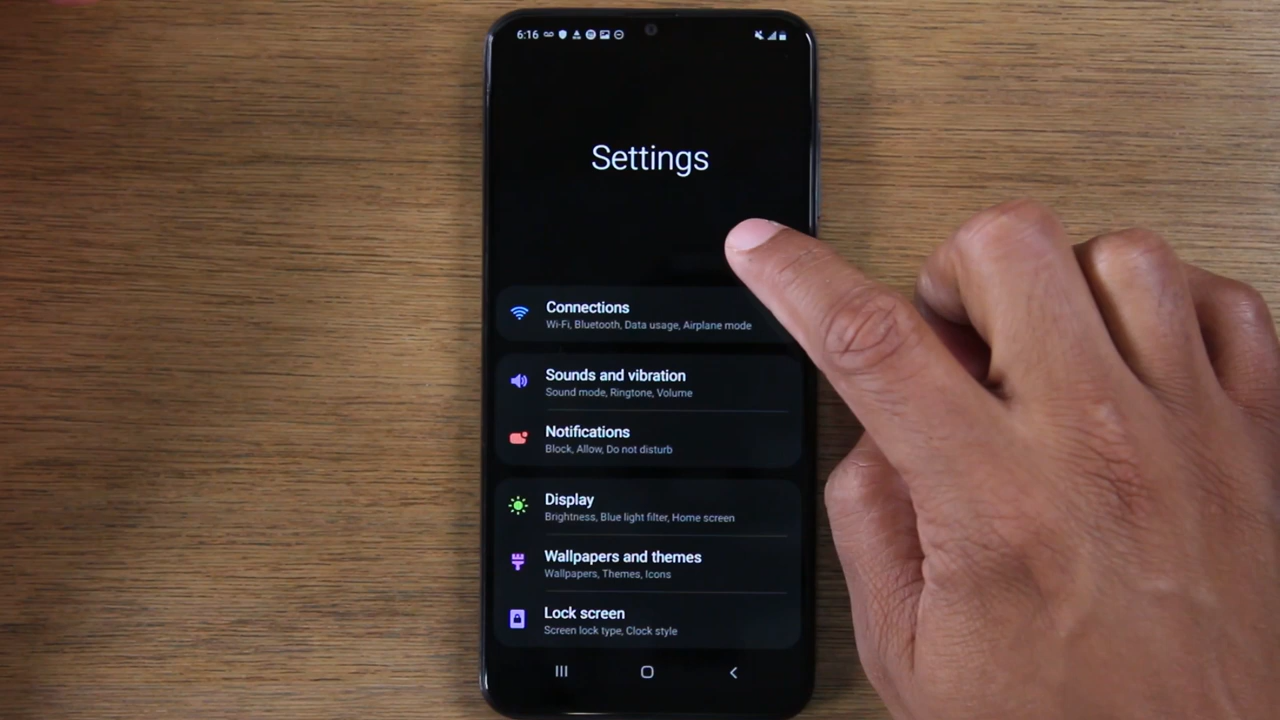 6:16
Settings
Connections
Wi-Fi, Bluetooth, Data usage, Airplane mode
Sounds and vibration
Sound mode, Ringtone, Volume
Notifications
Block, Allow, Do not disturb
Display
Brightness, Blue light filter, Home screen
Wallpapers and themes
Wallpapers, Themes, Icons
Lock screen
Screen lock type, Clock style